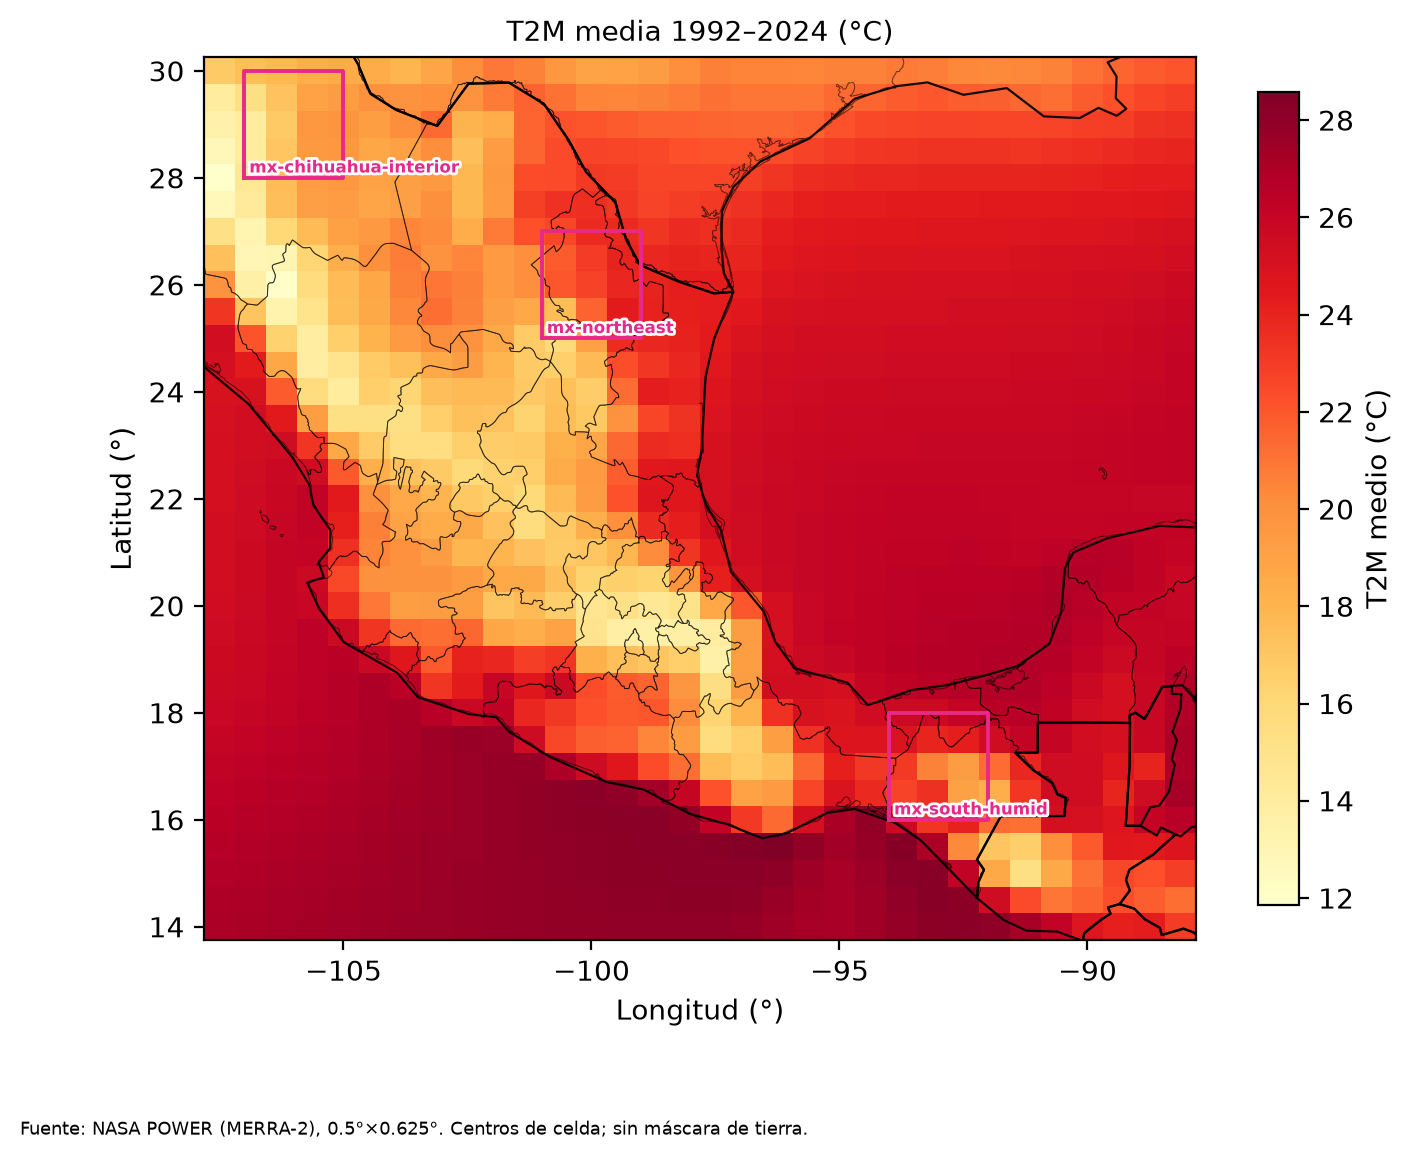 T2M media 1992–2024 (°C)
30
28
26
24
22
20
18
16
14
Latitud (°)
mx-chihuahua-interior
mx-northeast
mx-south-humid
−105
−100
−95
−90
Longitud (°)
28
26
24
22
20
18
16
14
12
T2M medio (°C)
Fuente: NASA POWER (MERRA-2), 0.5°×0.625°. Centros de celda; sin máscara de tierra.